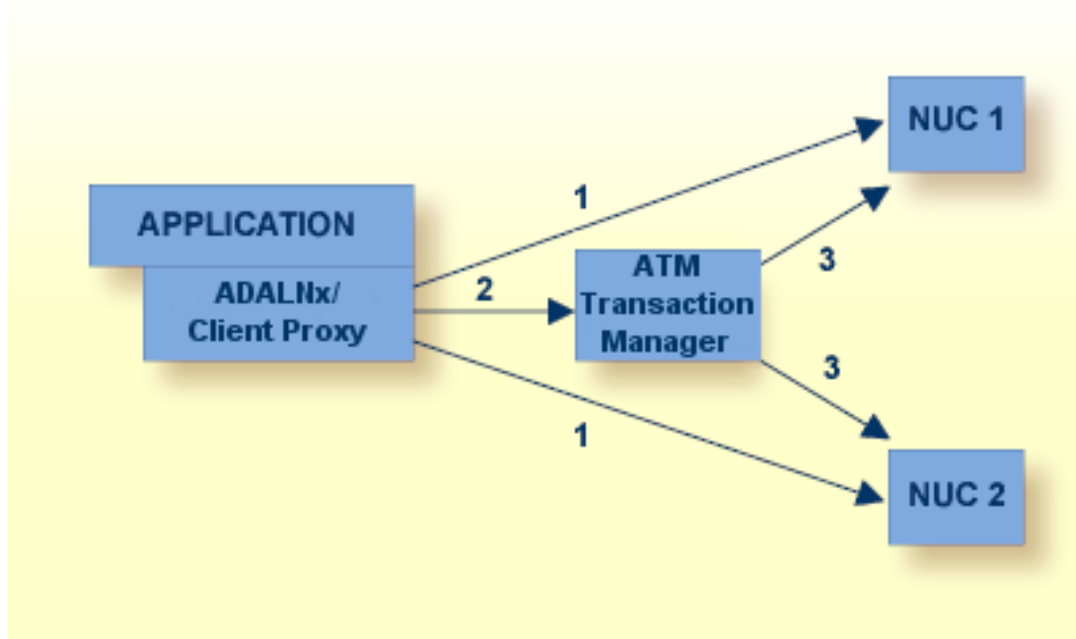 NUC 1
1
APPLICATION
3
ATM
Transaction
Manager
2
ADALNx/
Client Proxy
3
1
NUC 2